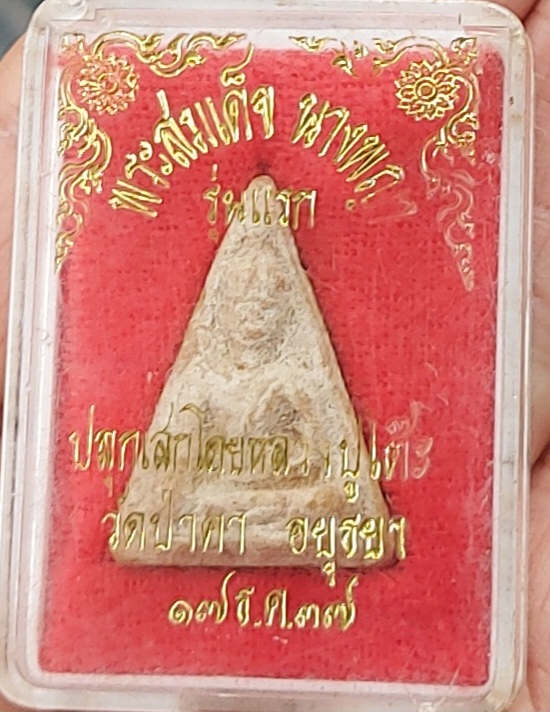 พระสมเด็จ นางพญา
รุ่นแรก
ปลุกเสกโดยหลวงปู่เต๊ะ
วัดป่าคา อยุธยา
๑๗ ธ.ค.๓๗